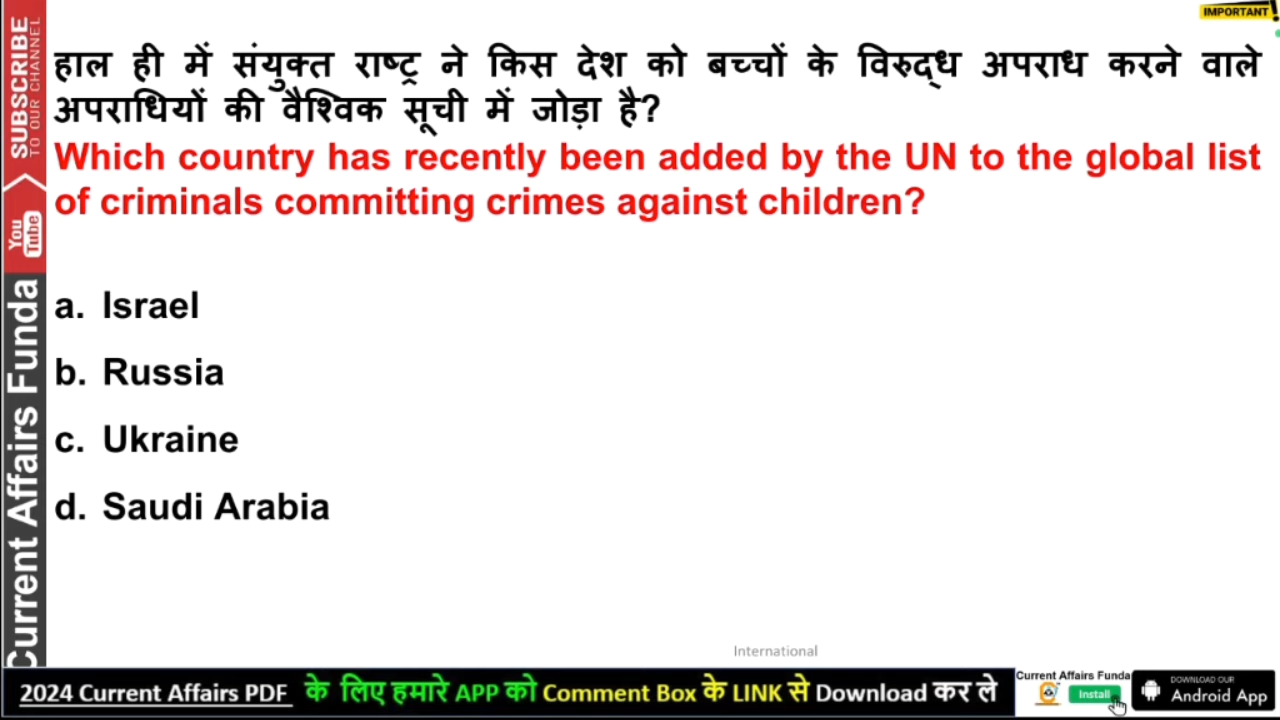 IMPORTANT!
SUBSCRIBE
TO OUR CHANNEL
You
Tube
Current Affairs Funda
हाल ही में संयुक्त राष्ट्र ने किस देश को बच्चों के विरुद्ध अपराध करने वाले
अपराधियों की वैश्विक सूची में जोड़ा है?
Which country has recently been added by the UN to the global list
of criminals committing crimes against children?
a. Israel
b. Russia
c. Ukraine
d. Saudi Arabia
International
2024 Current Affairs PDF के लिए हमारे APP को Comment Box के LINK से Download कर ले
Current Affairs Funda
Install
DOWNLOAD OUR
Android App